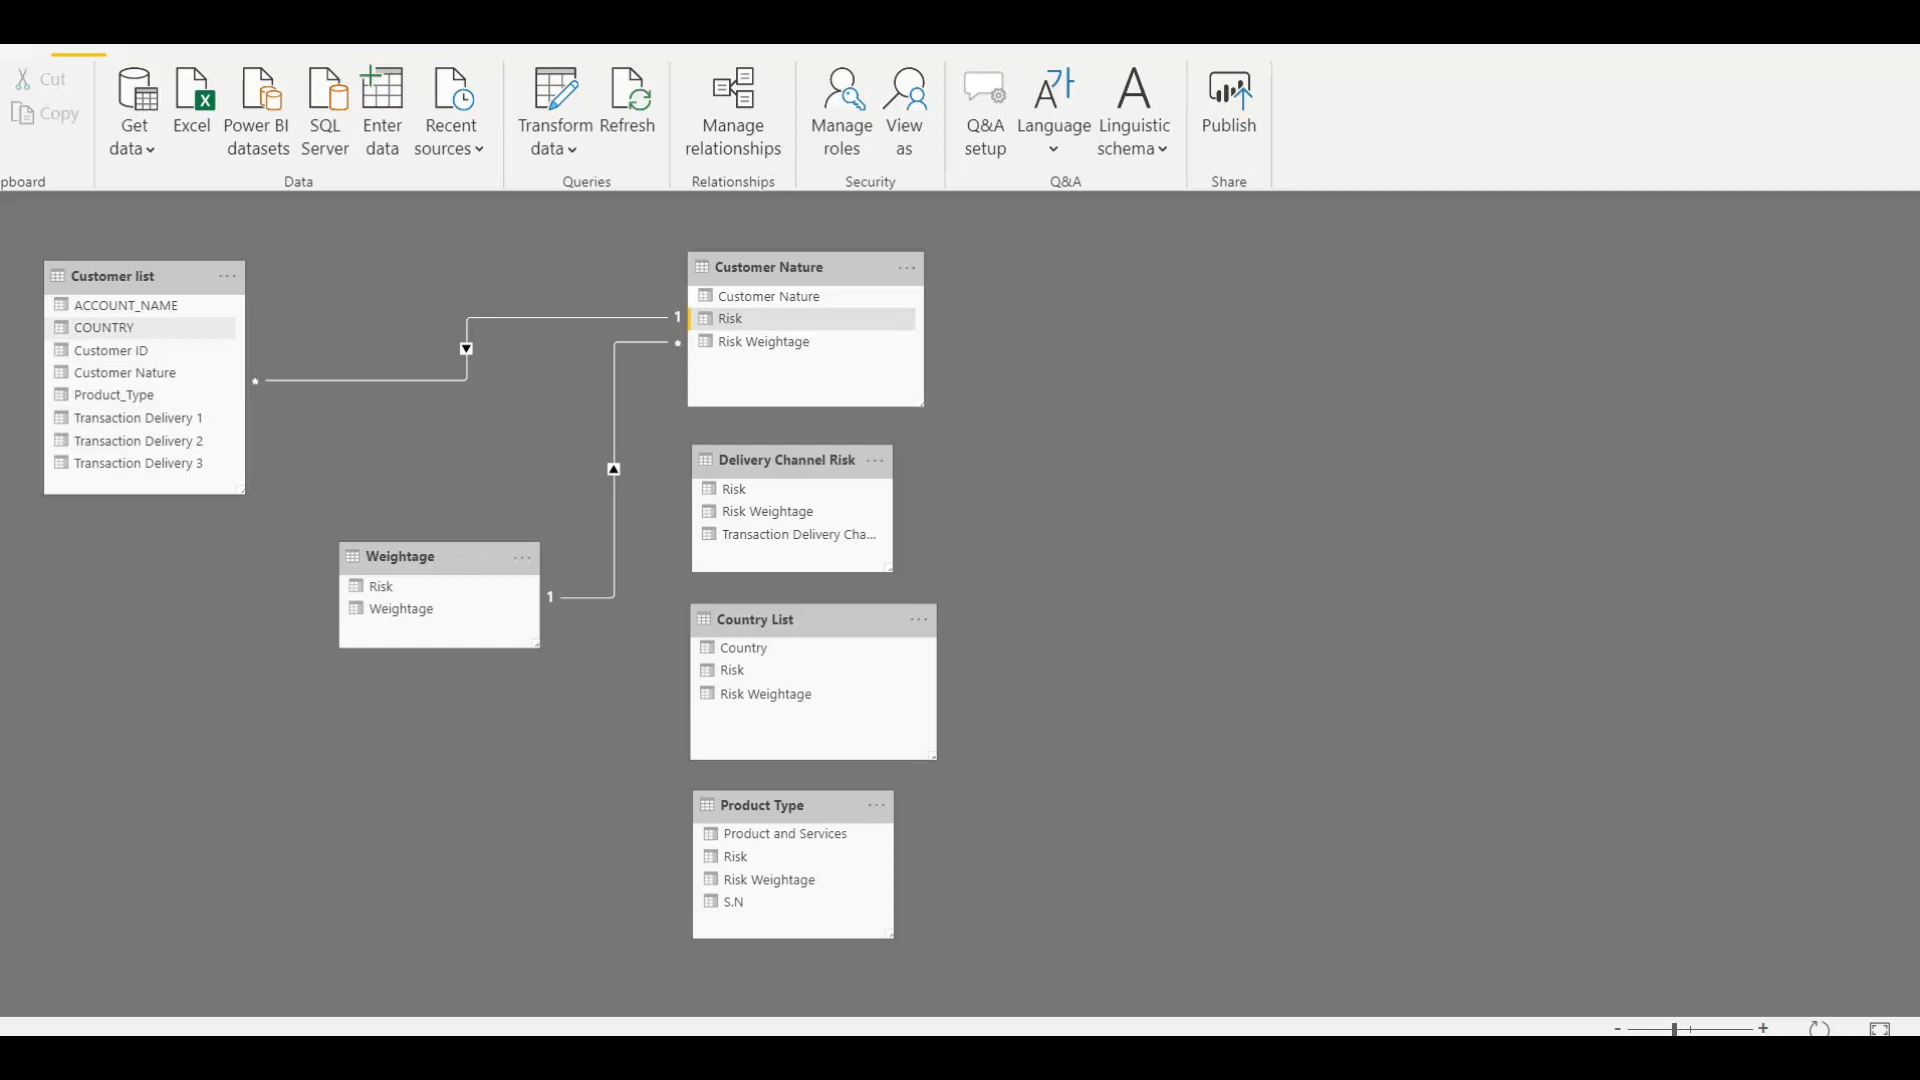 Cut
Copy
pboard
Get data
Excel
Power BI datasets
SQL Server
Enter data
Recent sources
Data
Transform data
Refresh
Queries
Manage relationships
Relationships
Manage roles
View as
Security
Q&A setup
Language
Linguistic schema
Q&A
Publish
Share
Customer list
ACCOUNT_NAME
COUNTRY
Customer ID
Customer Nature
Product_Type
Transaction Delivery 1
Transaction Delivery 2
Transaction Delivery 3
*
1
*
Customer Nature
Customer Nature
Risk
Risk Weightage
Delivery Channel Risk
Risk
Risk Weightage
Transaction Delivery Cha...
Weightage
Risk
Weightage
1
Country List
Country
Risk
Risk Weightage
Product Type
Product and Services
Risk
Risk Weightage
S.N